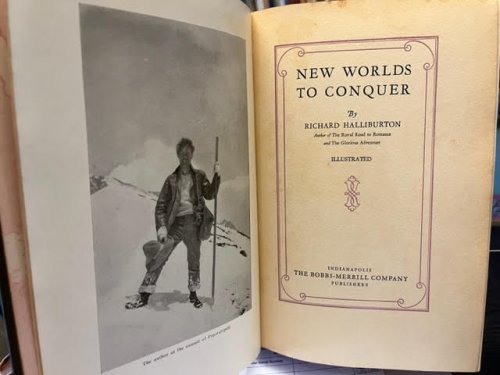 The author at the summit of Popocatepetl
NEW WORLDS
TO CONQUER
By
RICHARD HALLIBURTON
Author of The Royal Road to Romance
and The Glorious Adventure
ILLUSTRATED
INDIANAPOLIS
THE BOBBS-MERRILL COMPANY
PUBLISHERS